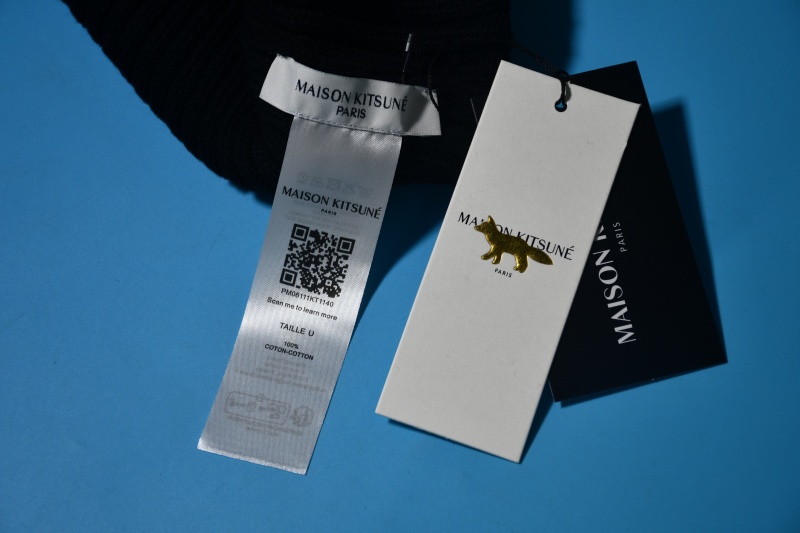 MAISON KITSUNÉ
PARIS
MAISON KITSUNÉ
PARIS
PM06111KT1140
Scan me to learn more
TAILLE U
100%
COTON-COTTON
MAISON KITSUNÉ
PARIS
MAISON K
PARIS